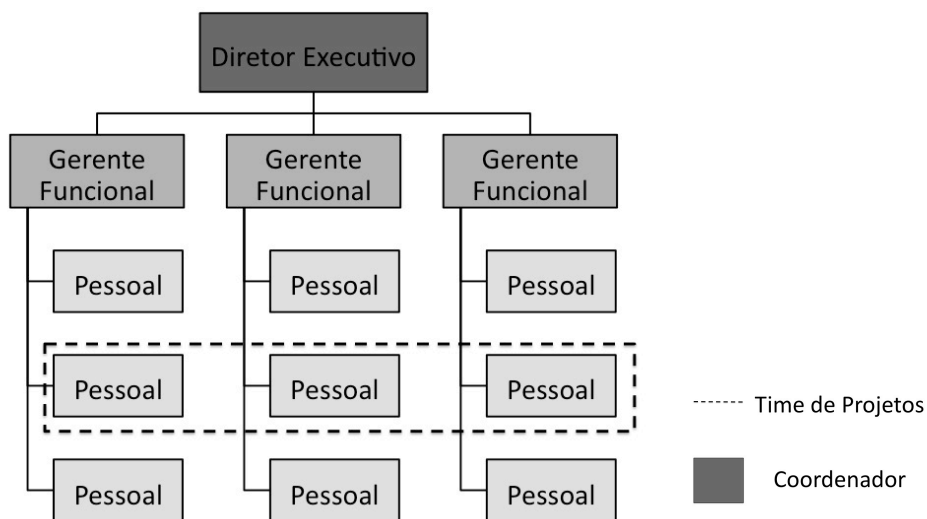 Diretor Executivo
Gerente
Funcional
Gerente
Funcional
Gerente
Funcional
Pessoal
Pessoal
Pessoal
Pessoal
Pessoal
Pessoal
Time de Projetos
Pessoal
Pessoal
Pessoal
Coordenador